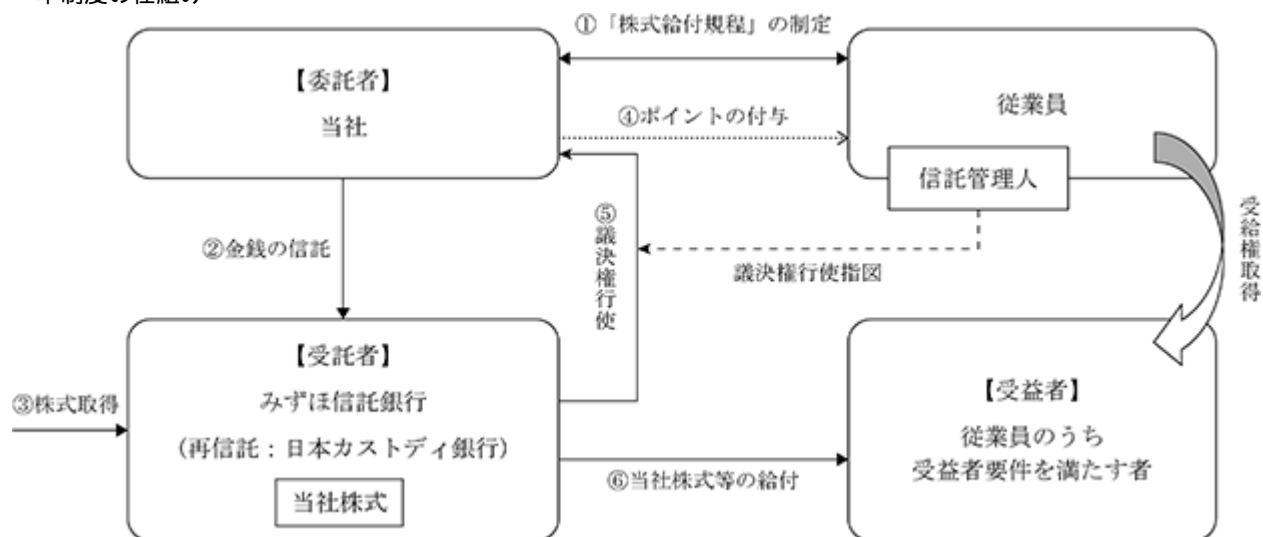 本制度の仕組み
①「株式給付規程」の制定
【委託者】
当社
従業員
④ポイントの付与
信託管理人
②金銭の信託
⑤議決権行使
議決権行使指図
受給権取得
【受託者】
みずほ信託銀行
(再信託:日本カストディ銀行)
当社株式
③株式取得
【受益者】
従業員のうち
受益者要件を満たす者
⑥当社株式等の給付